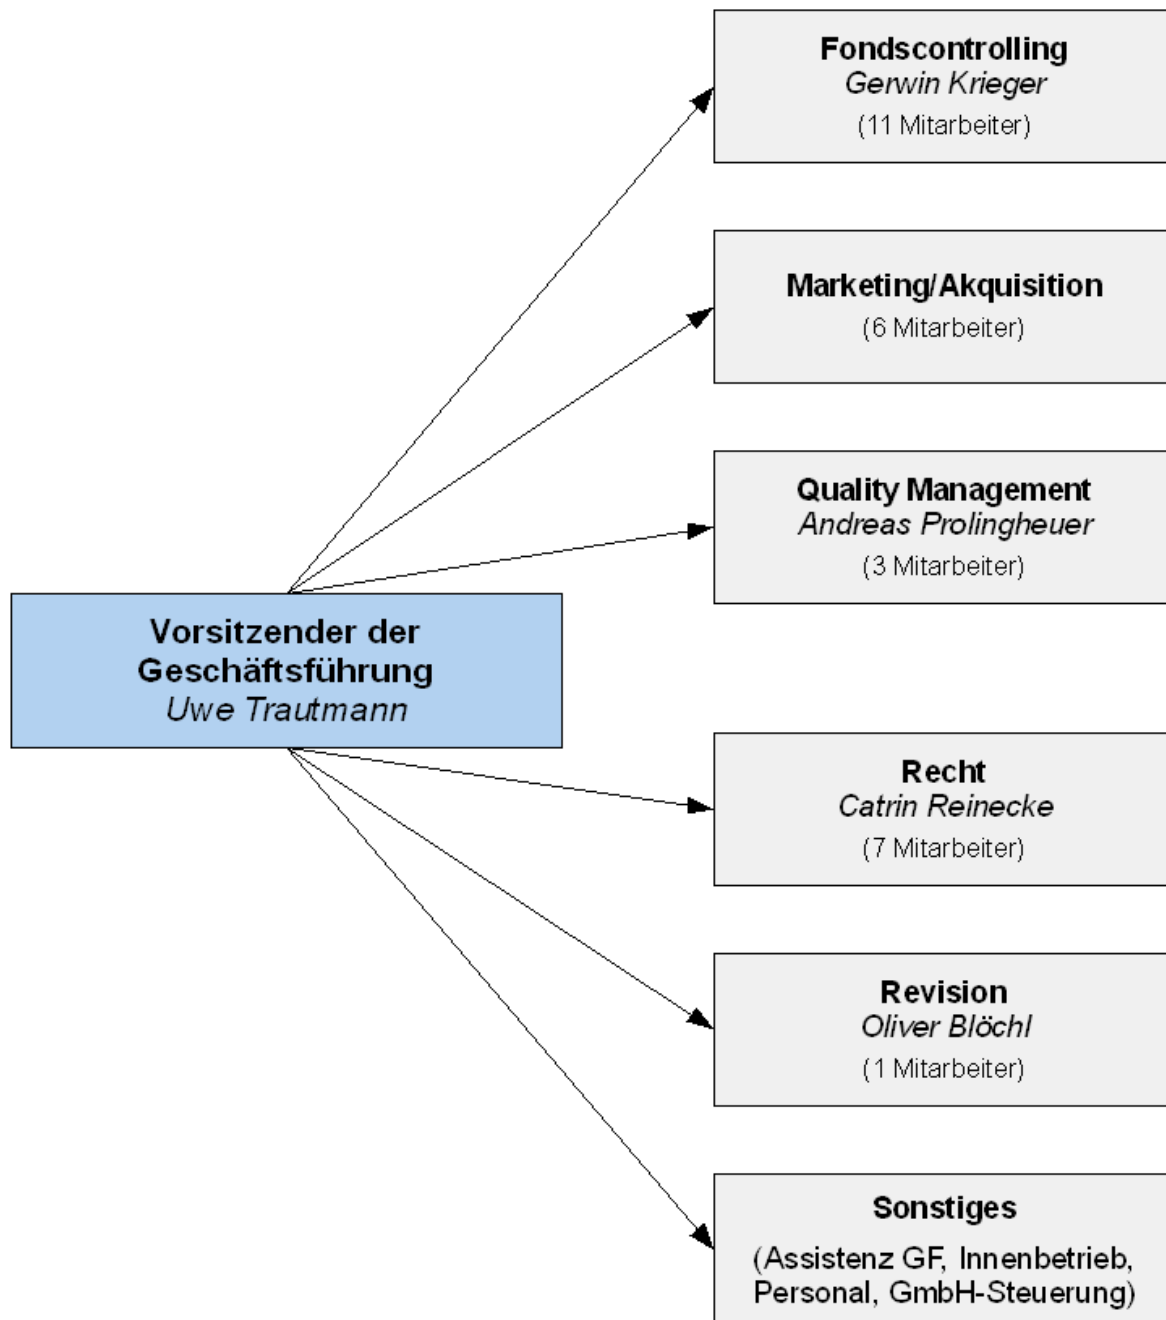 Fondscontrolling
Gerwin Krieger
(11 Mitarbeiter)
Marketing/Akquisition
(6 Mitarbeiter)
Quality Management
Andreas Prolingheuer
(3 Mitarbeiter)
Vorsitzender der
Geschäftsführung
Uwe Trautmann
Recht
Catrin Reinecke
(7 Mitarbeiter)
Revision
Oliver Blöchl
(1 Mitarbeiter)
Sonstiges
(Assistenz GF, Innenbetrieb,
Personal, GmbH-Steuerung)